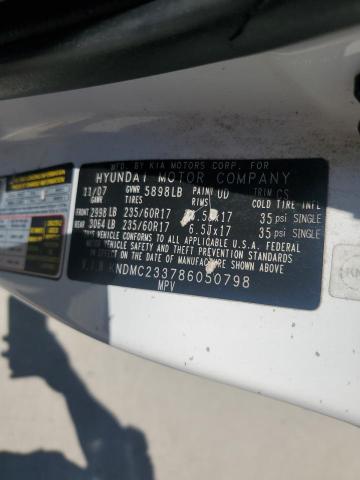 MFG. BY KIA MOTORS CORP. FOR
HYUNDAI MOTOR COMPANY
11/07 GVWR 5898LB PAINT UD TRIM CS
TIRES RIMS COLD TIRE INFL
FRONT 2998 LB 235/60R17 6.5Jx17 35 psi SINGLE
REAR 3064 LB 235/60R17 6.5Jx17 35 psi SINGLE
THIS VEHICLE CONFORMS TO ALL APPLICABLE U.S.A. FEDERAL
MOTOR VEHICLE SAFETY AND THEFT PREVENTION STANDARDS
IN EFFECT ON THE DATE OF MANUFACTURE SHOWN ABOVE.
V.I.N KNDMC233786050798
MPV